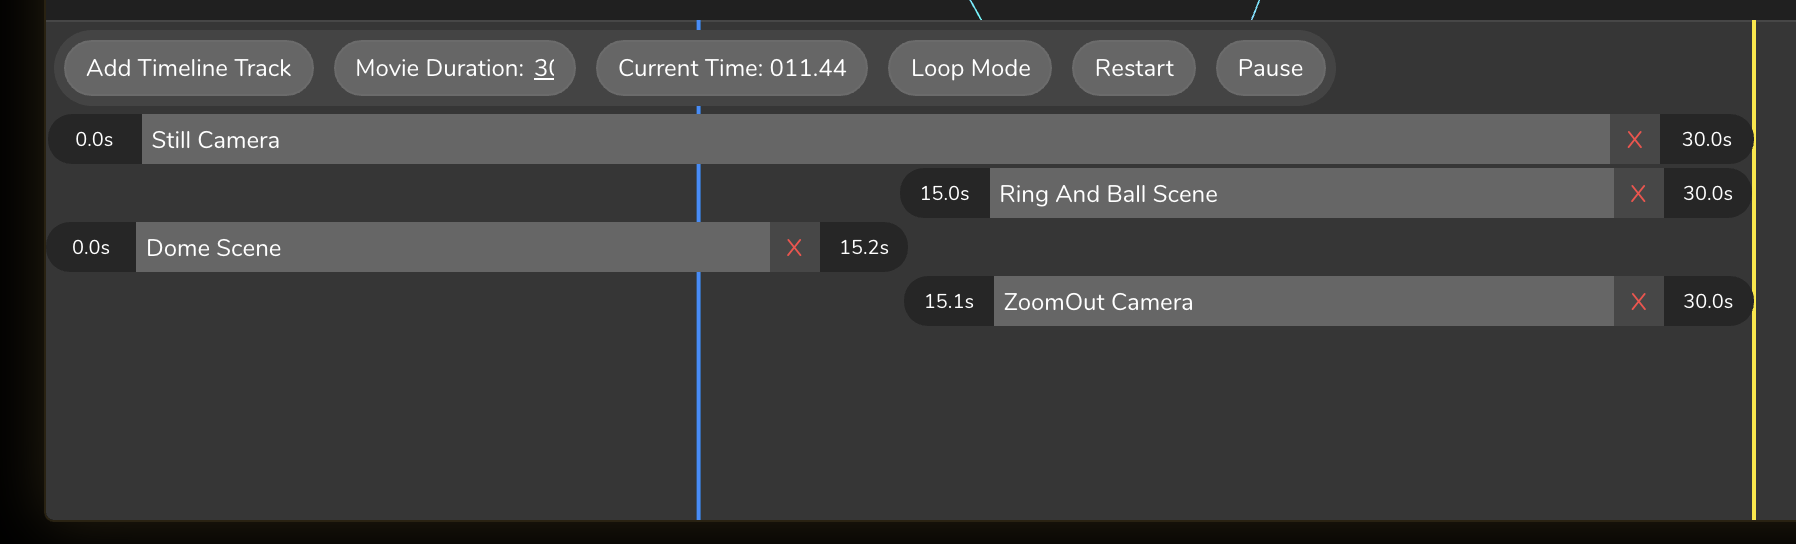 Add Timeline Track Movie Duration: 30 Current Time: 011.44 Loop Mode Restart Pause
0.0s Still Camera X 30.0s
15.0s Ring And Ball Scene X 30.0s
0.0s Dome Scene X 15.2s
15.1s ZoomOut Camera X 30.0s